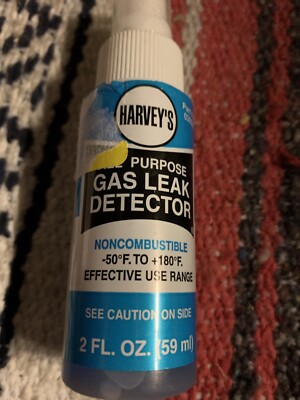 HARVEY'S
PURPOSE
GAS LEAK
DETECTOR
NONCOMBUSTIBLE
-50°F. TO +180°F.
EFFECTIVE USE RANGE
SEE CAUTION ON SIDE
2 FL. OZ. (59 ml)